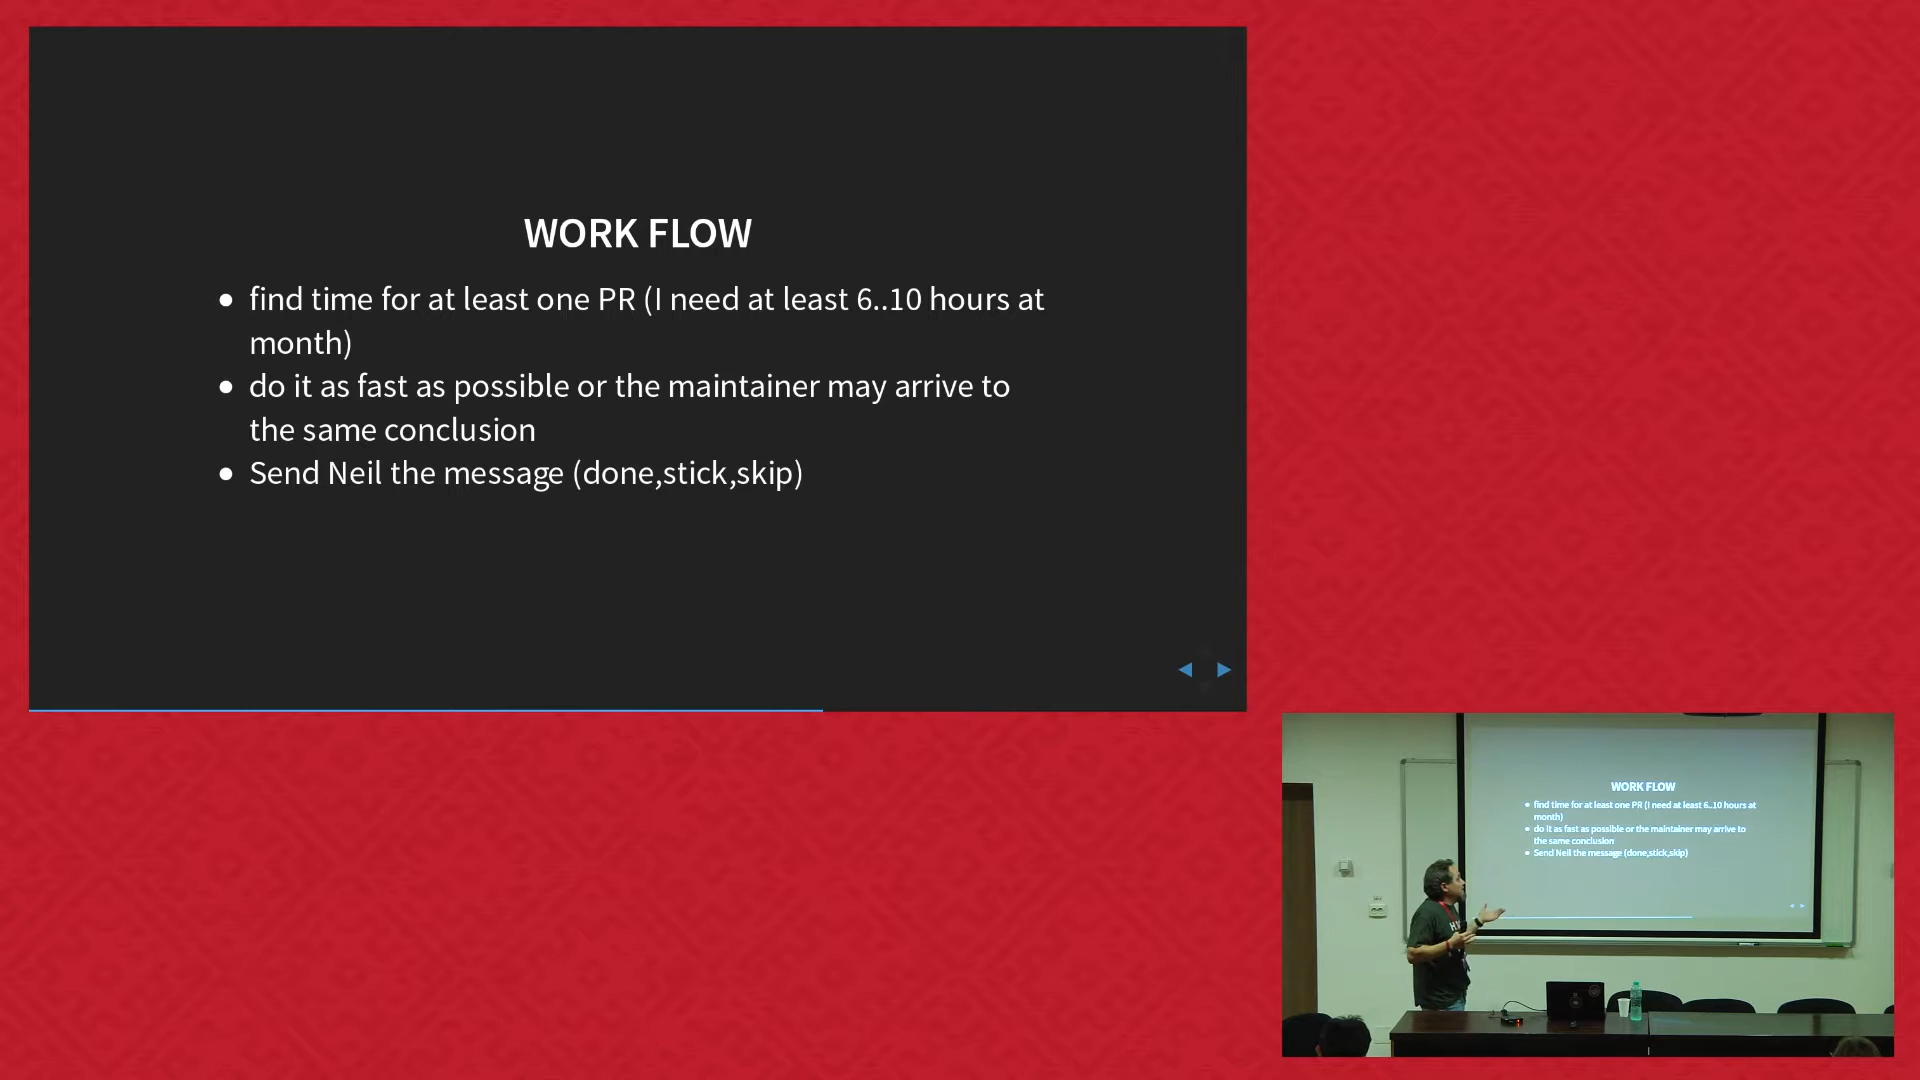 WORK FLOW
● find time for at least one PR (I need at least 6..10 hours at
month)
● do it as fast as possible or the maintainer may arrive to
the same conclusion
● Send Neil the message (done,stick,skip)
WORK FLOW
● find time for at least one PR (I need at least 6..10 hours at
month)
● do it as fast as possible or the maintainer may arrive to
the same conclusion
● Send Neil the message (done,stick,skip)